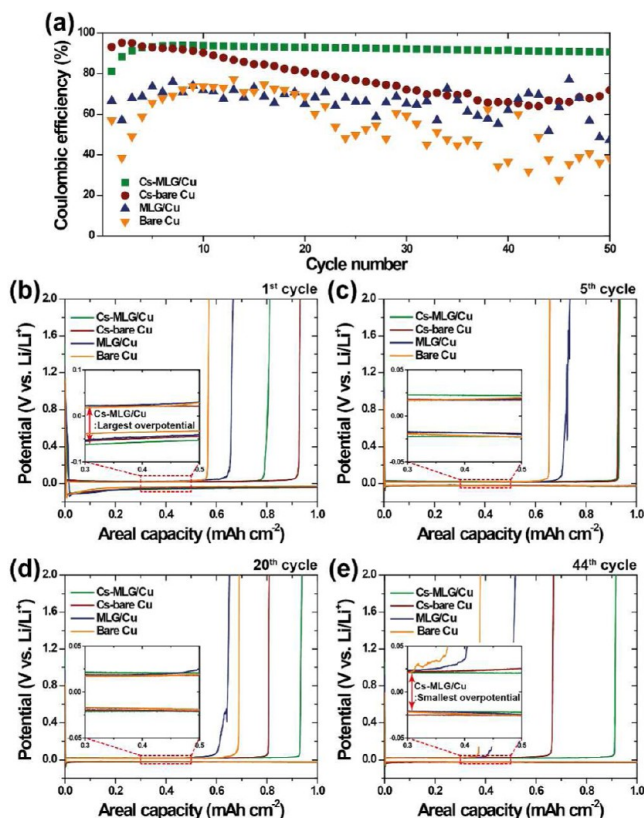 (a)
Coulombic efficiency (%)
100
80
60
40
20
0
Cs-MLG/Cu
Cs-bare Cu
MLG/Cu
Bare Cu
0
10
20
30
40
50
Cycle number
(b)
1st cycle
Potential (V vs. Li/Li+)
2.0
1.6
1.2
0.8
0.4
0.0
Cs-MLG/Cu
Cs-bare Cu
MLG/Cu
Bare Cu
0.1
0.0
-0.1
Cs-MLG/Cu
:Largest overpotential
0.3 0.4 0.5
0.0 0.2 0.4 0.6 0.8 1.0
Areal capacity (mAh cm-2)
(c)
5th cycle
Potential (V vs. Li/Li+)
2.0
1.6
1.2
0.8
0.4
0.0
Cs-MLG/Cu
Cs-bare Cu
MLG/Cu
Bare Cu
0.05
0.00
-0.05
0.3 0.4 0.5
0.0 0.2 0.4 0.6 0.8 1.0
Areal capacity (mAh cm-2)
(d)
20th cycle
Potential (V vs. Li/Li+)
2.0
1.6
1.2
0.8
0.4
0.0
Cs-MLG/Cu
Cs-bare Cu
MLG/Cu
Bare Cu
0.05
0.00
-0.05
0.3 0.4 0.5
0.0 0.2 0.4 0.6 0.8 1.0
Areal capacity (mAh cm-2)
(e)
44th cycle
Potential (V vs. Li/Li+)
2.0
1.6
1.2
0.8
0.4
0.0
Cs-MLG/Cu
Cs-bare Cu
MLG/Cu
Bare Cu
0.05
0.00
-0.05
Cs-MLG/Cu
:Smallest overpotential
0.3 0.4 0.5
0.0 0.2 0.4 0.6 0.8 1.0
Areal capacity (mAh cm-2)